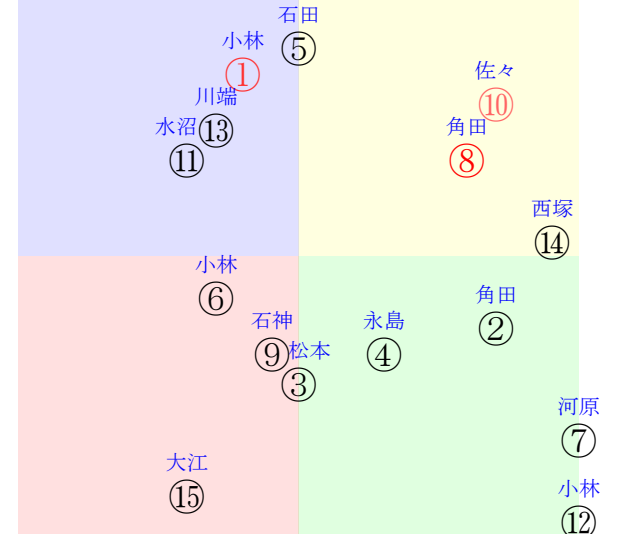 石田
⑤
小林
①
佐々
⑩
川端
⑬
水沼
⑪
角田
⑧
西塚
⑭
小林
⑥
角田
②
石神
⑨
松本
③
永島
④
河原
⑦
大江
⑮
小林
⑫